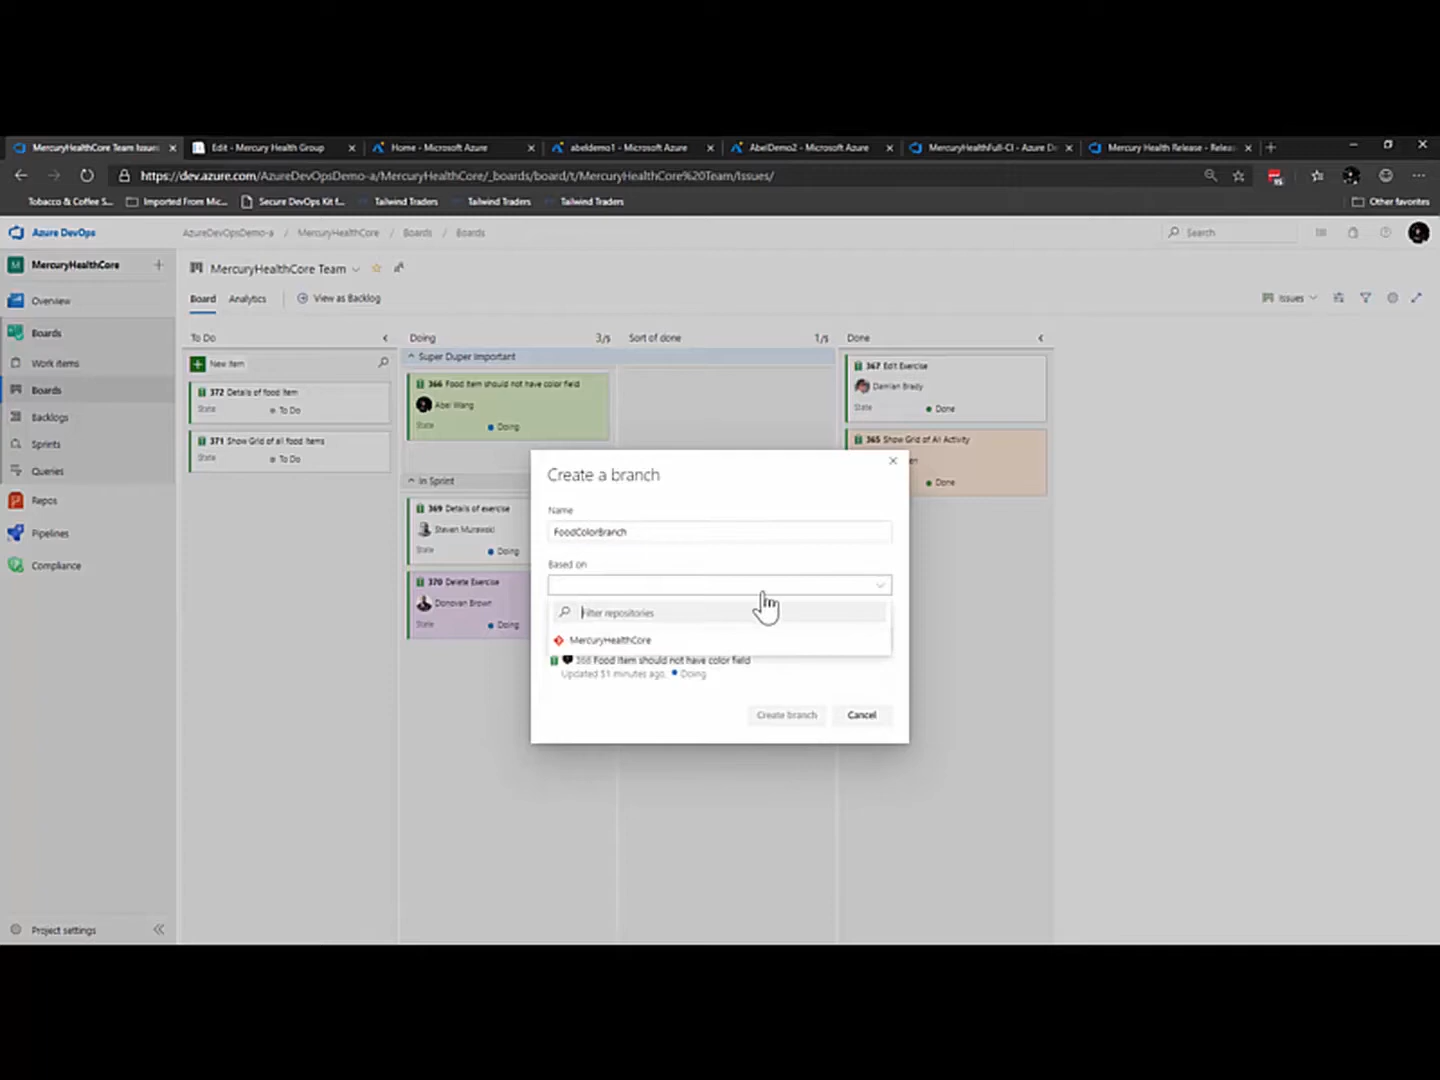 MercuryHealthCore Team Issues
Edit - Mercury Health Group
Home - Microsoft Azure
abeldemo1 - Microsoft Azure
AbelDemo2 - Microsoft Azure
MercuryHealthFull-CI - Azure De
Mercury Health Release - Releas
https://dev.azure.com/AzureDevOpsDemo-a/MercuryHealthCore/_boards/board/t/MercuryHealthCore%20Team/Issues/
Tobacco & Coffee S...
Imported From Mic...
Secure DevOps Kit f...
Tailwind Traders
Tailwind Traders
Tailwind Traders
Other favorites
Azure DevOps
AzureDevOpsDemo-a / MercuryHealthCore / Boards / Boards
Search
MercuryHealthCore
MercuryHealthCore Team
Overview
Board
Analytics
View as Backlog
Issues
Boards
Work items
Boards
Backlogs
Sprints
Queries
Repos
Pipelines
Compliance
To Do
New item
372 Details of food item
State To Do
371 Show Grid of all food items
State To Do
Doing 3/5
Super Duper Important
366 Food item should not have color field
Abel Wang
State Doing
In Sprint
369 Details of exercise
Steven Murawski
State Doing
370 Delete Exercise
Donovan Brown
State Doing
Sort of done 1/5
Done
367 Edit Exercise
Damian Brady
State Done
365 Show Grid of All Activity
Done
Create a branch
Name
FoodColorBranch
Based on
Filter repositories
MercuryHealthCore
366 Food item should not have color field
Updated 51 minutes ago, Doing
Create branch
Cancel
Project settings